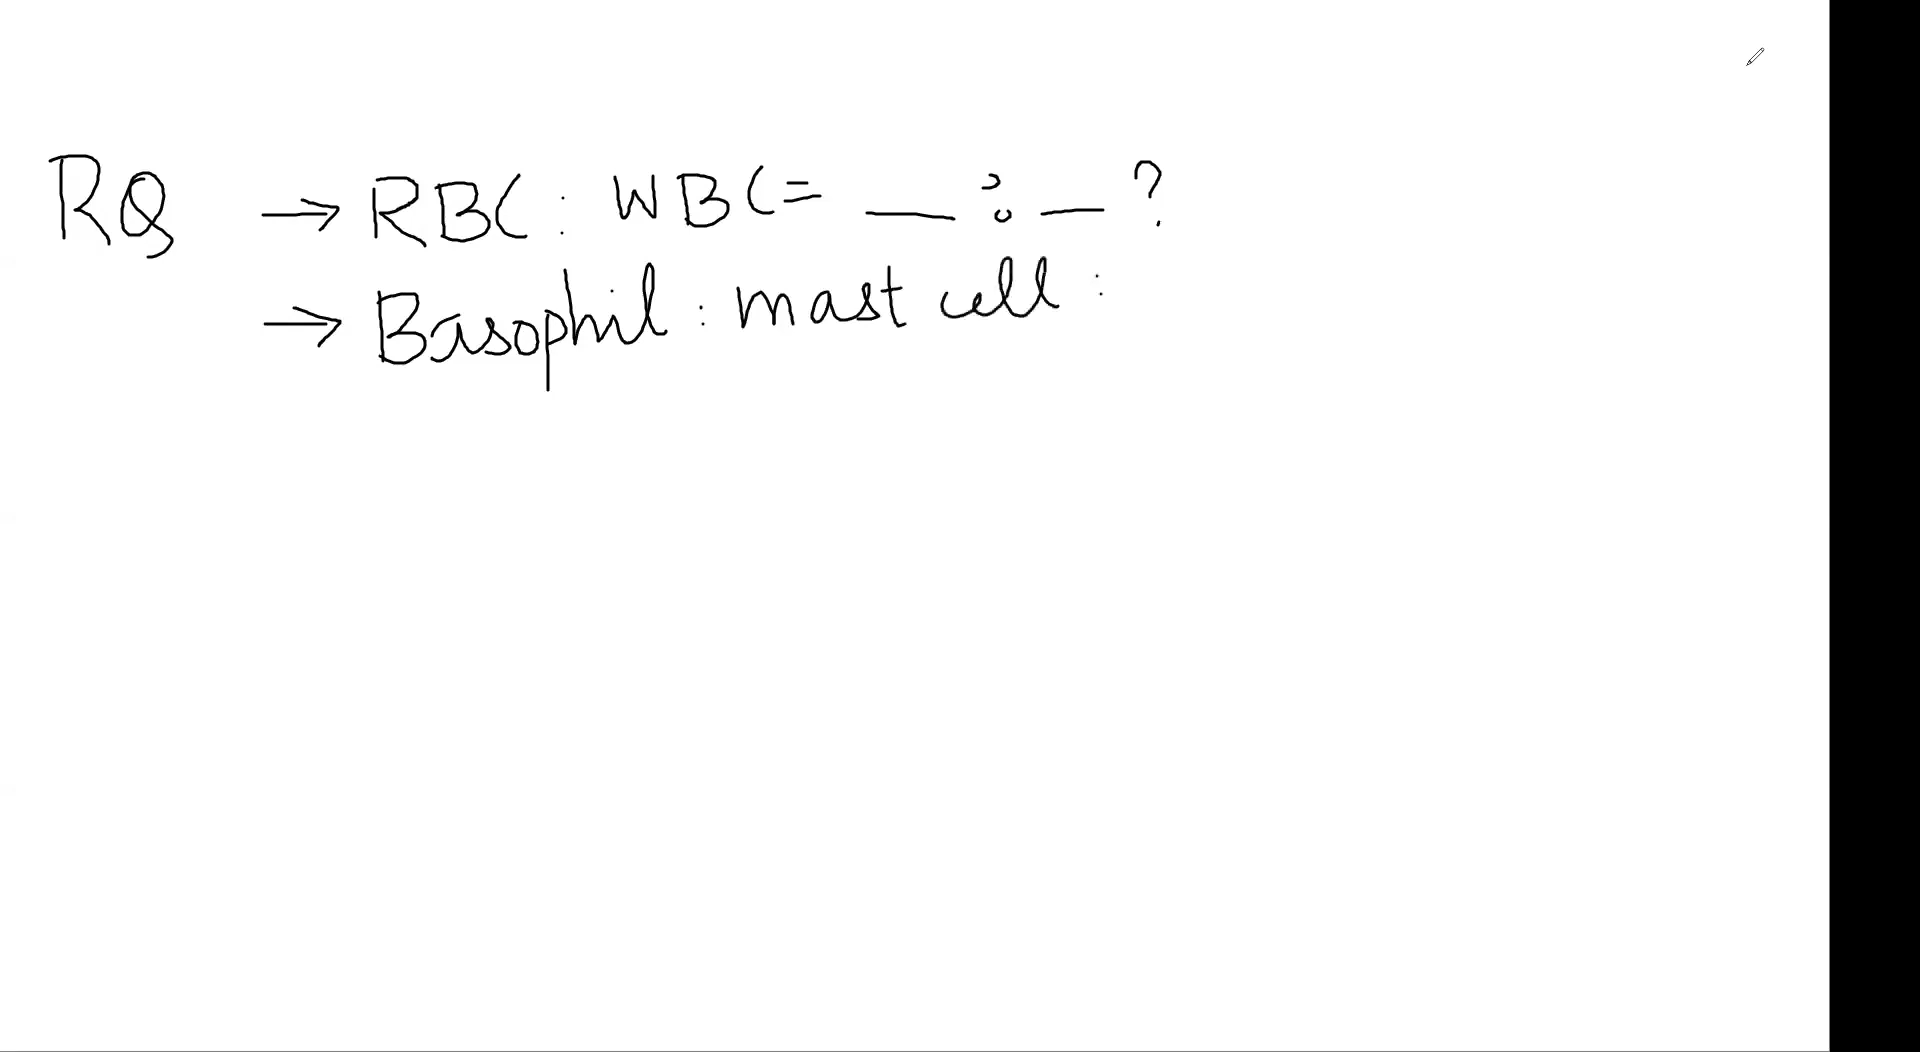 RQ → RBC : WBC = __ : __ ?
→ Basophil : mast cell :